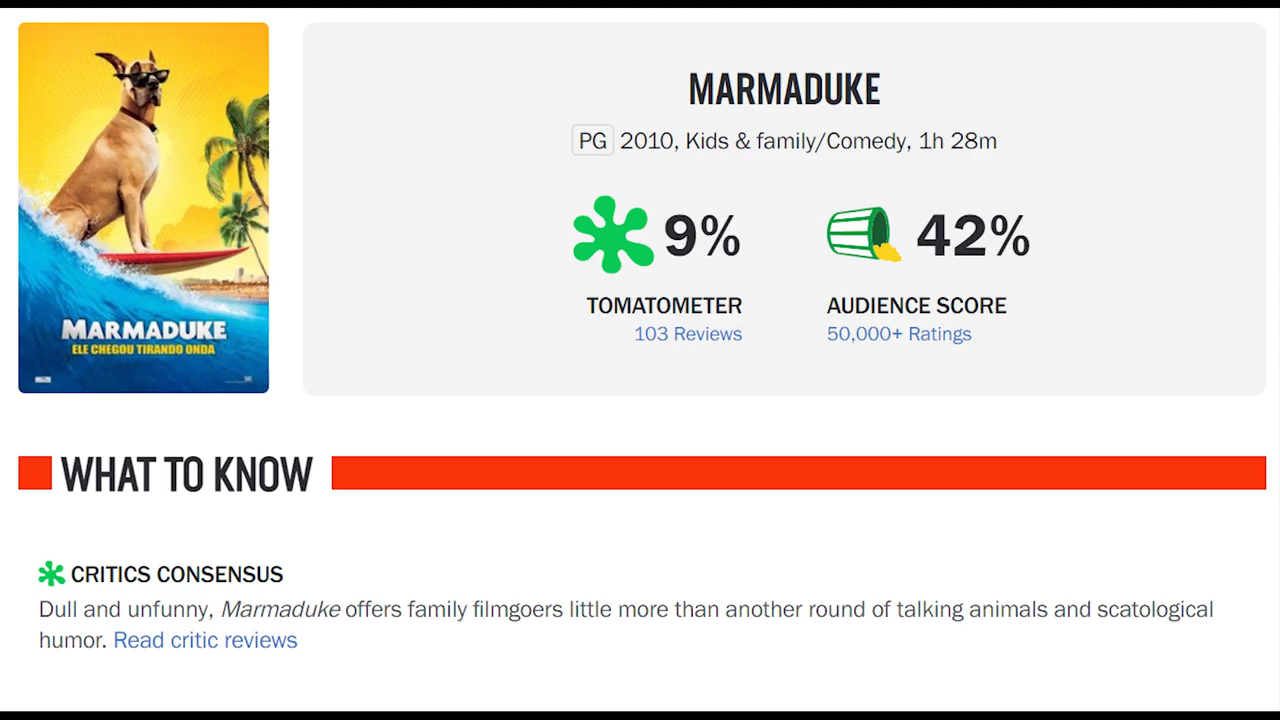 MARMADUKE
PG 2010, Kids & family/Comedy, 1h 28m
9% 42%
TOMATOMETER AUDIENCE SCORE
103 Reviews 50,000+ Ratings
MARMADUKE
ELE CHEGOU TIRANDO ONDA
WHAT TO KNOW
CRITICS CONSENSUS
Dull and unfunny, Marmaduke offers family filmgoers little more than another round of talking animals and scatological
humor. Read critic reviews